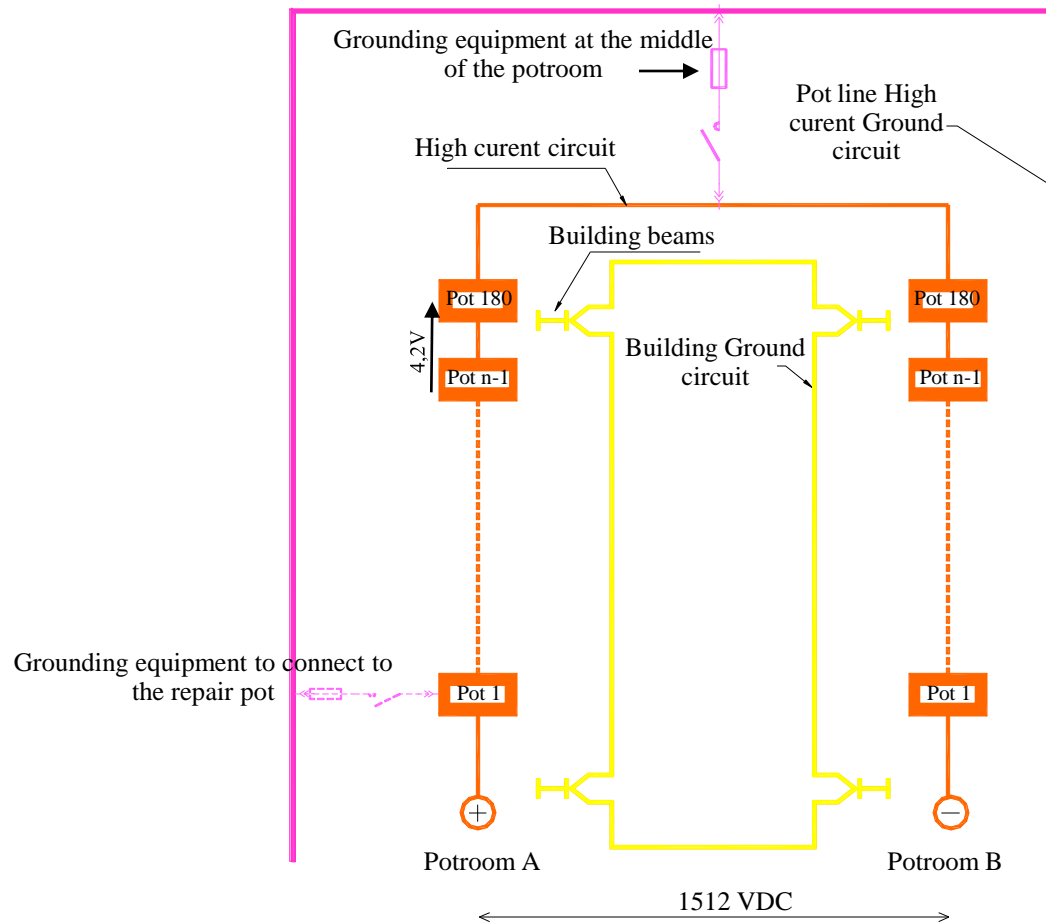 Grounding equipment at the middle
of the potroom
Pot line High
curent Ground
circuit
High curent circuit
Building beams
Pot 180
Pot 180
4,2V
Building Ground
circuit
Pot n-1
Pot n-1
Grounding equipment to connect to
the repair pot
Pot 1
Pot 1
+
−
Potroom A
Potroom B
1512 VDC